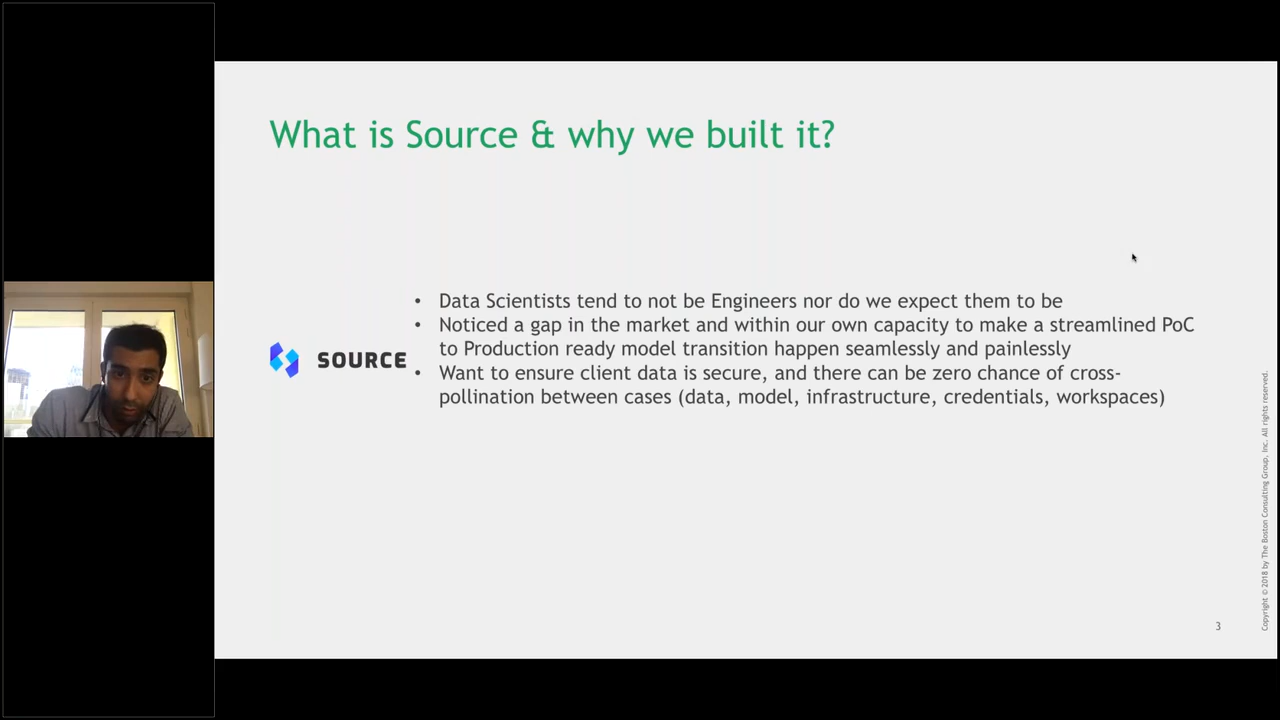 What is Source & why we built it?
• Data Scientists tend to not be Engineers nor do we expect them to be
• Noticed a gap in the market and within our own capacity to make a streamlined PoC
to Production ready model transition happen seamlessly and painlessly
SOURCE
• Want to ensure client data is secure, and there can be zero chance of cross-
pollination between cases (data, model, infrastructure, credentials, workspaces)
3
Copyright © 2018 by The Boston Consulting Group, Inc. All rights reserved.